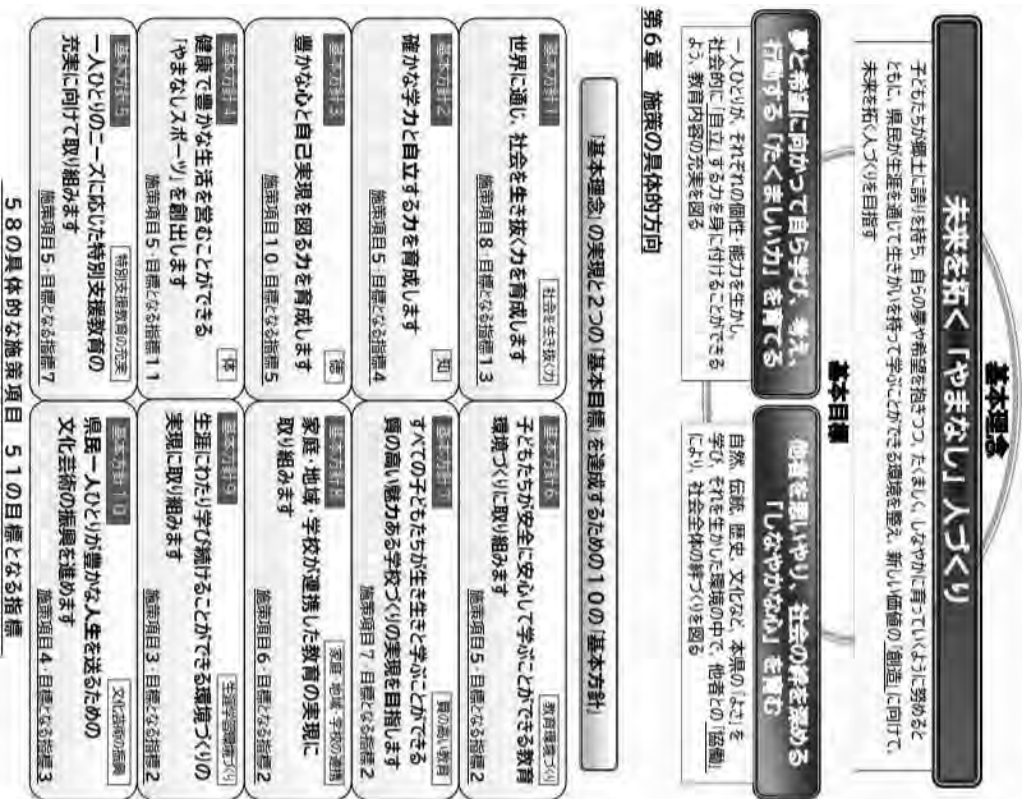 基本理念
未来を拓く「やまなし」人づくり
子どもたちが郷土に誇りを持ち、自らの夢や希望を抱きつつ、たくましく、しなやかに育っていくように努めると
ともに、県民が生涯を通じて生きがいを持って学ぶことができる環境を整え、新しい価値の「創造」に向けて、
未来を拓く人づくりを目指す
基本目標
夢と希望に向かって自ら学び、考え、
行動する「たくましい力」を育てる
一人ひとりが、それぞれの個性・能力を生かし、
社会的に「自立」する力を身に付けることができる
よう、教育内容の充実を図る
他者を思いやり、社会の絆を深める
「しなやかな心」を育む
自然、伝統、歴史、文化など、本県の「よさ」を
学び、それを生かした環境の中で、他者との「協働」
により、社会全体の絆づくりを図る
第6章 施策の具体的方向
「基本理念」の実現と2つの「基本目標」を達成するための10の「基本方針」
基本方針1
社会を生き抜く力
世界に通じ、社会を生き抜く力を育成します
施策項目8・目標となる指標13
基本方針2
知
確かな学力と自立する力を育成します
施策項目5・目標となる指標4
基本方針3
徳
豊かな心と自己実現を図る力を育成します
施策項目10・目標となる指標5
基本方針4
体
健康で豊かな生活を営むことができる
「やまなしスポーツ」を創出します
施策項目5・目標となる指標11
基本方針5
特別支援教育の充実
一人ひとりのニーズに応じた特別支援教育の
充実に向けて取り組みます
施策項目5・目標となる指標7
基本方針6
教育環境づくり
子どもたちが安全に安心して学ぶことができる教育
環境づくりに取り組みます
施策項目5・目標となる指標2
基本方針7
質の高い教育
すべての子どもたちが生き生きと学ぶことができる
質の高い魅力ある学校づくりの実現を目指します
施策項目7・目標となる指標2
基本方針8
家庭・地域・学校の連携
家庭・地域・学校が連携した教育の実現に
取り組みます
施策項目6・目標となる指標2
基本方針9
生涯学習環境づくり
生涯にわたり学び続けることができる環境づくりの
実現に取り組みます
施策項目3・目標となる指標2
基本方針10
文化芸術の振興
県民一人ひとりが豊かな人生を送るための
文化芸術の振興を進めます
施策項目4・目標となる指標3
58の具体的な施策項目 51の目標となる指標